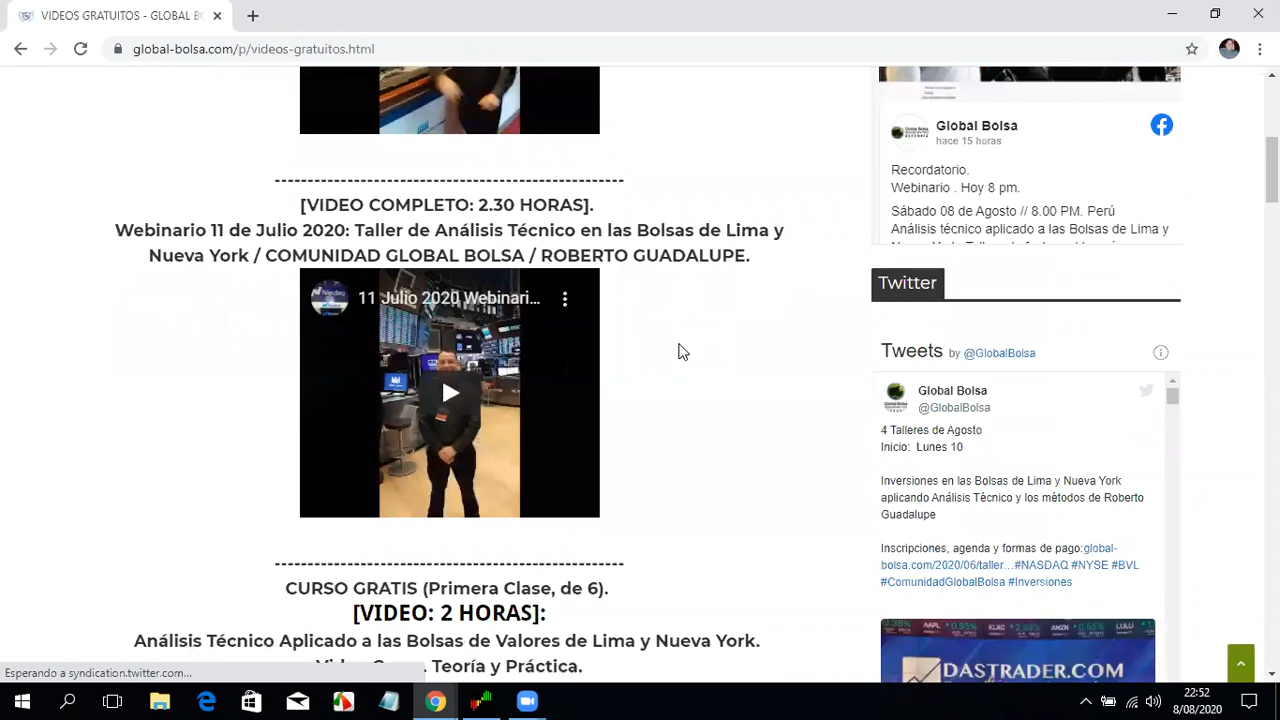 VIDEOS GRATUITOS - GLOBAL B
global-bolsa.com/p/videos-gratuitos.html
------------------------------------------------------
[VIDEO COMPLETO: 2.30 HORAS].
Webinario 11 de Julio 2020: Taller de Análisis Técnico en las Bolsas de Lima y
Nueva York / COMUNIDAD GLOBAL BOLSA / ROBERTO GUADALUPE.
11 Julio 2020 Webinari...
------------------------------------------------------
CURSO GRATIS (Primera Clase, de 6).
[VIDEO: 2 HORAS]:
Análisis Técnico Aplicado a las Bolsas de Valores de Lima y Nueva York.
Teoría y Práctica.
Global Bolsa
hace 15 horas
Recordatorio.
Webinario . Hoy 8 pm.
Sábado 08 de Agosto // 8.00 PM. Perú
Análisis técnico aplicado a las Bolsas de Lima y
Twitter
Tweets by @GlobalBolsa
Global Bolsa
@GlobalBolsa
4 Talleres de Agosto
Inicio: Lunes 10
Inversiones en las Bolsas de Lima y Nueva York
aplicando Análisis Técnico y los métodos de Roberto
Guadalupe
Inscripciones, agenda y formas de pago:global-
bolsa.com/2020/06/taller...#NASDAQ #NYSE #BVL
#ComunidadGlobalBolsa #Inversiones
AAPL
KLAC
AMZN
LULU
DASTRADER.COM
Esperando a syndication.twitter.com...
22:52
8/08/2020